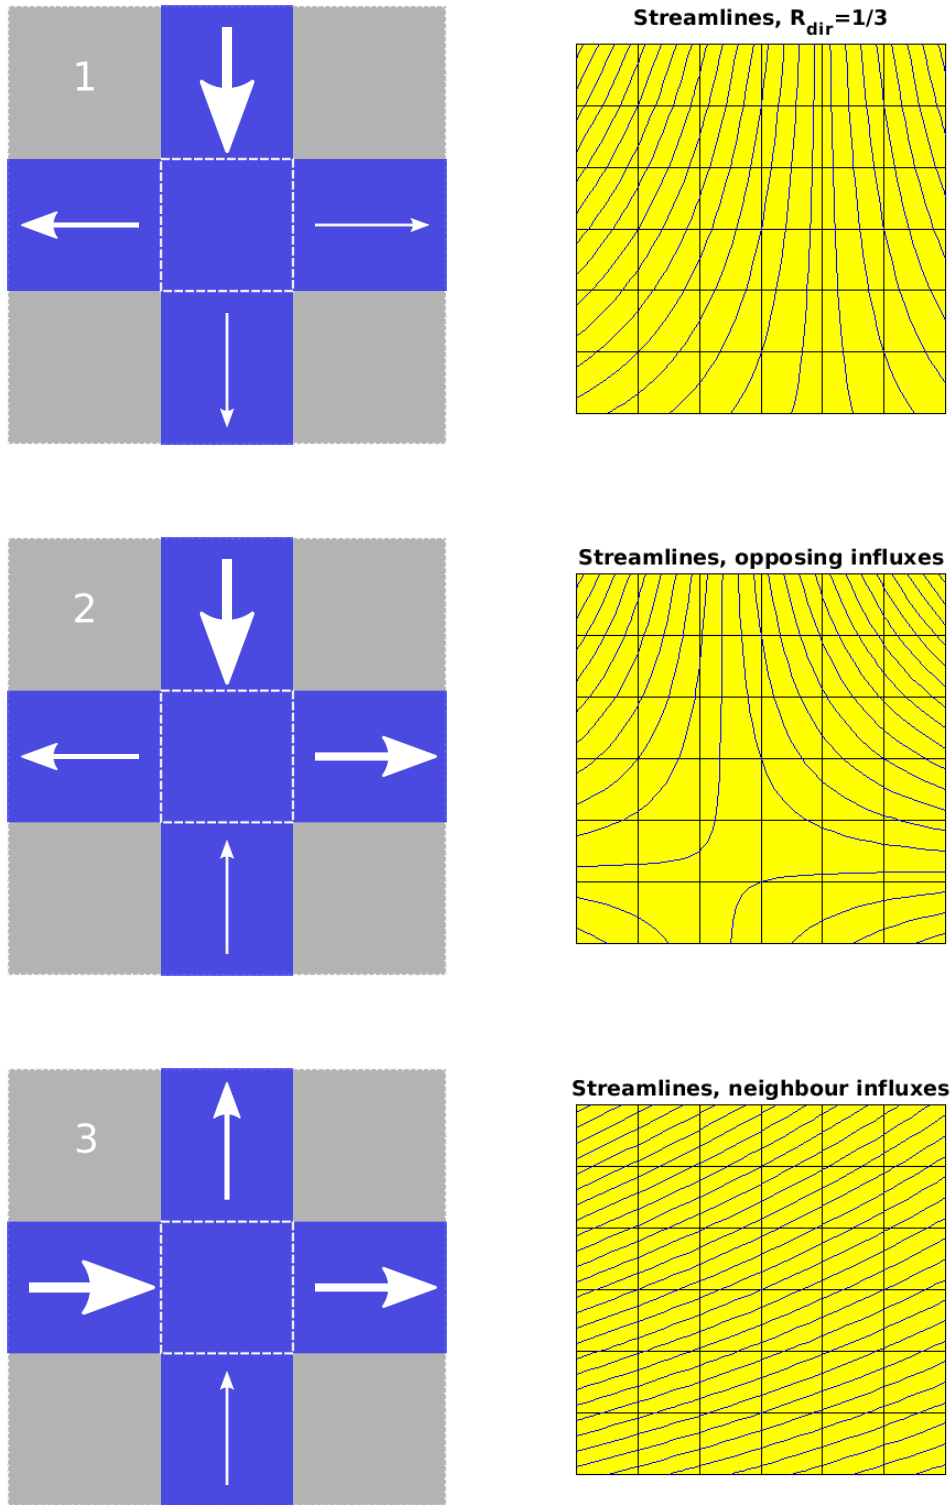 1
Streamlines, R_dir=1/3
2
Streamlines, opposing influxes
3
Streamlines, neighbour influxes